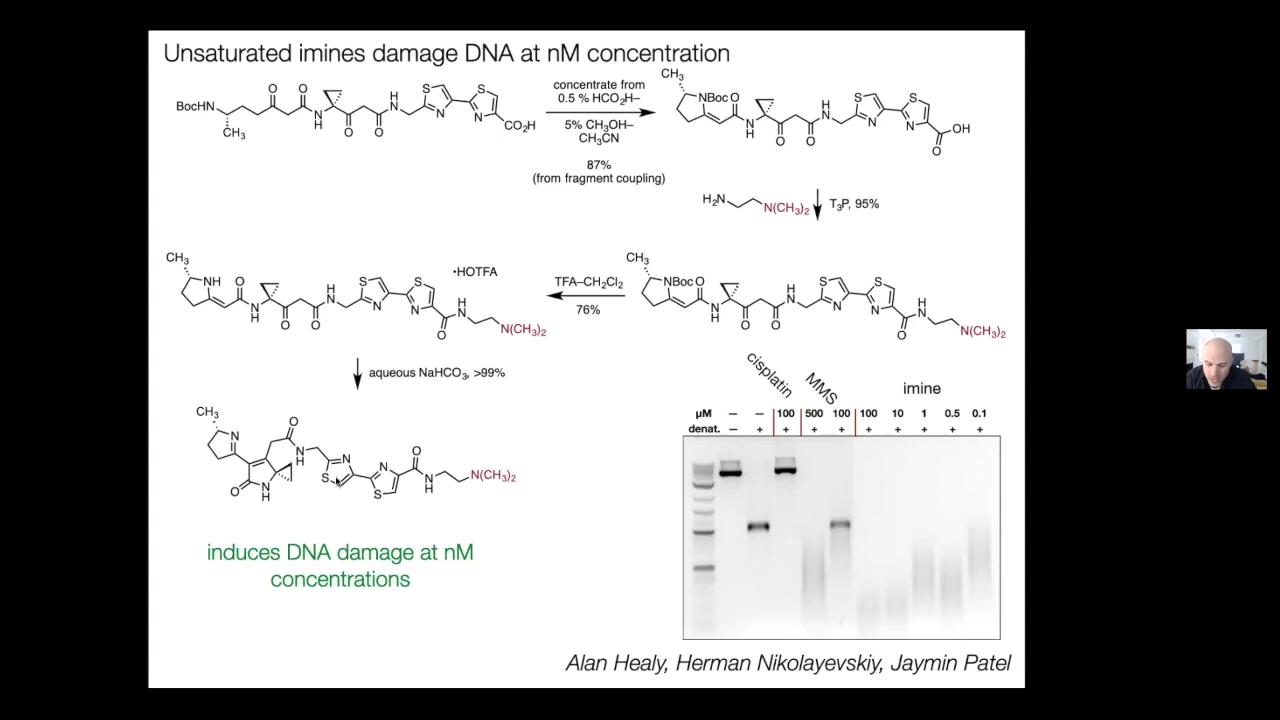 Unsaturated imines damage DNA at nM concentration
BocHN
O
O
N
H
CH3
O
O
H
N
S
N
S
N
CO2H
concentrate from
0.5 % HCO2H–
5% CH3OH–
CH3CN
87%
(from fragment coupling)
CH3
NBoc
O
N
H
O
O
H
N
S
N
S
N
OH
O
H2N
N(CH3)2
T3P, 95%
CH3
NH
O
N
H
O
O
H
N
S
N
S
N
O
H
N
N(CH3)2
•HOTFA
TFA–CH2Cl2
76%
CH3
NBoc
O
N
H
O
O
H
N
S
N
S
N
O
H
N
N(CH3)2
aqueous NaHCO3, >99%
CH3
N
O
N
H
O
N
H
N
S
N
S
O
N
H
N(CH3)2
induces DNA damage at nM
concentrations
cisplatin
MMS
imine
µM – – 100 500 100 100 10 1 0.5 0.1
denat. – + + + + + + + + +
Alan Healy, Herman Nikolayevskiy, Jaymin Patel